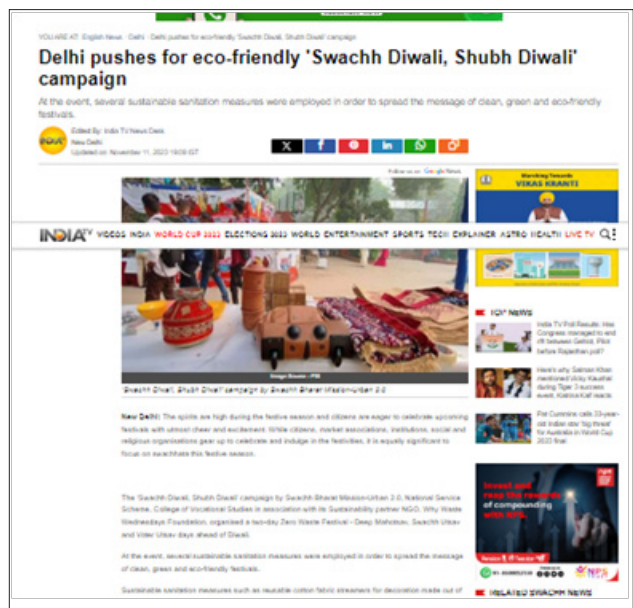 YOU ARE AT: English News · Delhi · Delhi pushes for eco-friendly 'Swachh Diwali, Shubh Diwali' campaign
Delhi pushes for eco-friendly 'Swachh Diwali, Shubh Diwali'
campaign
At the event, several sustainable sanitation measures were employed in order to spread the message of clean, green and eco-friendly
festivals.
Edited By: India TV News Desk
New Delhi
Updated on: November 11, 2023 IST
Follow us on Google News
Marching Towards
VIKAS KRANTI
INDIA TV VIDEOS INDIA WORLD CUP 2023 ELECTIONS 2023 WORLD ENTERTAINMENT SPORTS TECH EXPLAINER ASTRO HEALTH LIVE TV
TOP NEWS
India TV Poll Results: Has
Congress managed to end
rift between Gehlot, Pilot
before Rajasthan poll?
Image Source : PIB
'Swachh Diwali, Shubh Diwali' campaign by Swachh Bharat Mission-Urban 2.0
Here's why Salman Khan
mentioned Vicky Kaushal
during Tiger 3 success
event, Katrina Kaif reacts
New Delhi: The spirits are high during the festive season and citizens are eager to celebrate upcoming
festivals with utmost cheer and excitement. While citizens, market associations, institutions, social and
religious organisations gear up to celebrate and indulge in the festivities, it is equally significant to
focus on swachhata this festive season.
Pat Cummins calls 33-year-
old Indian star 'big threat'
for Australia in World Cup
2023 final
The 'Swachh Diwali, Shubh Diwali' campaign by Swachh Bharat Mission-Urban 2.0, National Service
Scheme, College of Vocational Studies in association with its Sustainability partner NGO, Why Waste
Wednesdays Foundation, organised a two-day Zero Waste Festival - Deep Mahotsav, Swachh Utsav
and Voter Utsav days ahead of Diwali.
At the event, several sustainable sanitation measures were employed in order to spread the message
of clean, green and eco-friendly festivals.
Sustainable sanitation measures such as reusable cotton fabric streamers for decoration made out of
Invest and
reap the rewards
of compounding
with NPS.
NPS
RELATED SWACHH NEWS